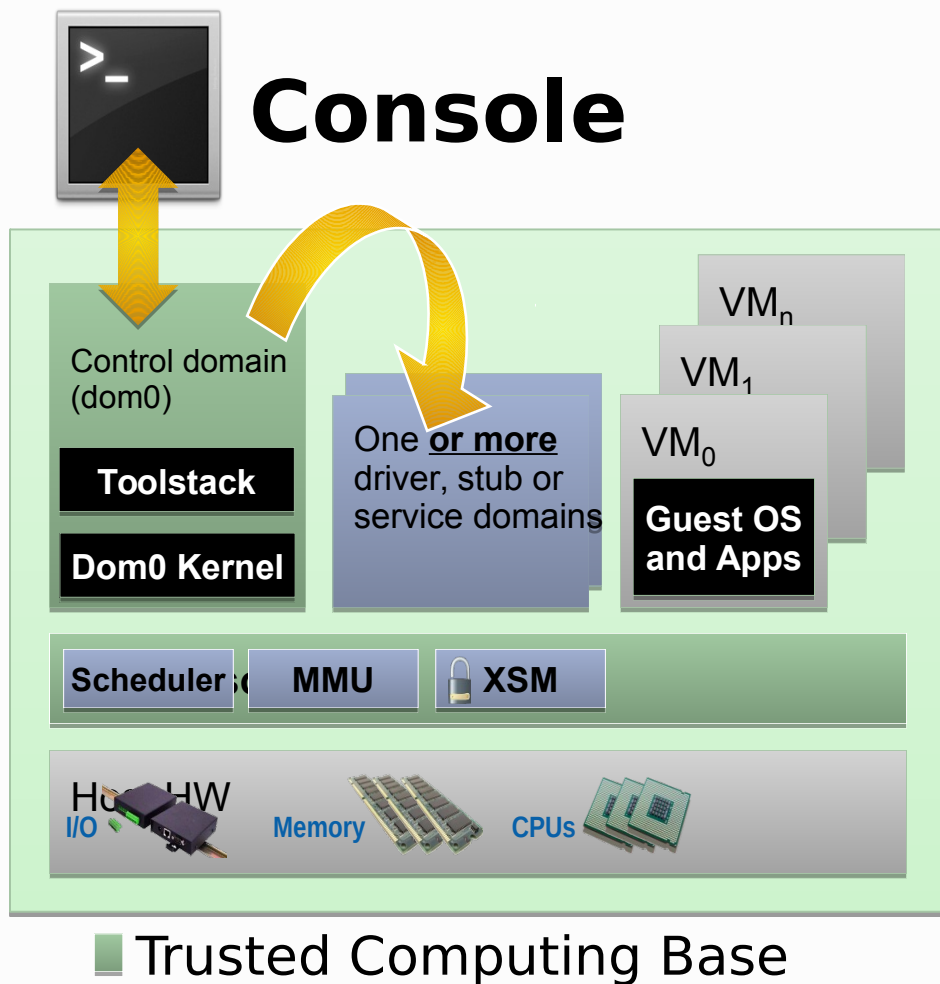 >_
Console
VMn
VM1
VM0
Control domain
(dom0)
One or more
driver, stub or
service domains
Toolstack
Dom0 Kernel
Guest OS
and Apps
Scheduler
MMU
XSM
HW
I/O
Memory
CPUs
Trusted Computing Base